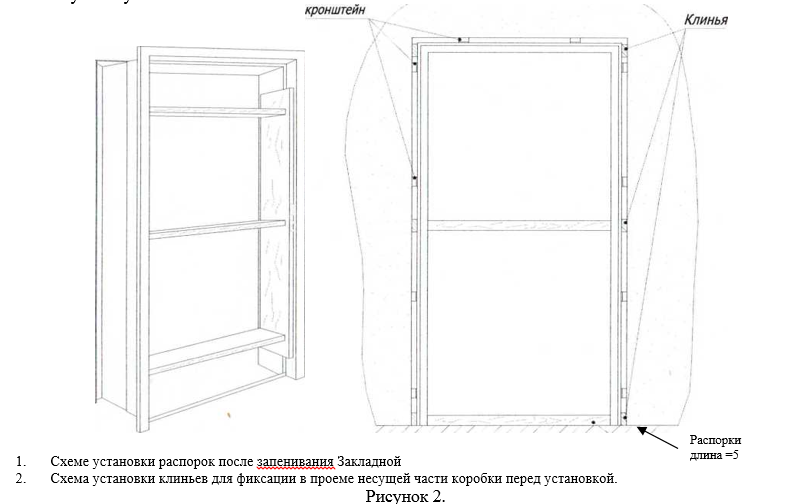 кронштейн
Клинья
Распорки
длина =5
1. Схеме установки распорок после запенивания Закладной
2. Схема установки клиньев для фиксации в проеме несущей части коробки перед установкой.
Рисунок 2.